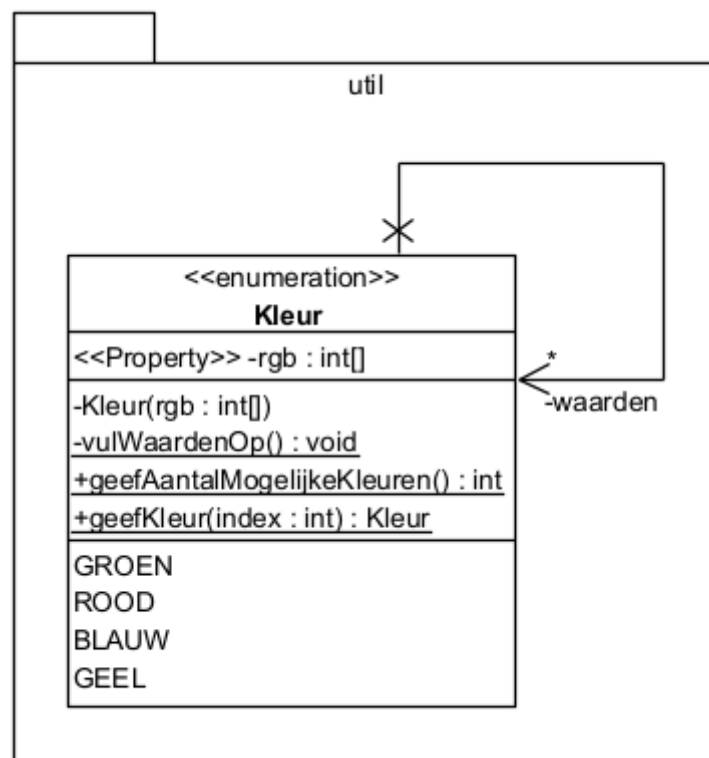 util
<<enumeration>>
Kleur
<<Property>> -rgb : int[]
*
-waarden
-Kleur(rgb : int[])
-vulWaardenOp() : void
+geefAantalMogelijkeKleuren() : int
+geefKleur(index : int) : Kleur
GROEN
ROOD
BLAUW
GEEL